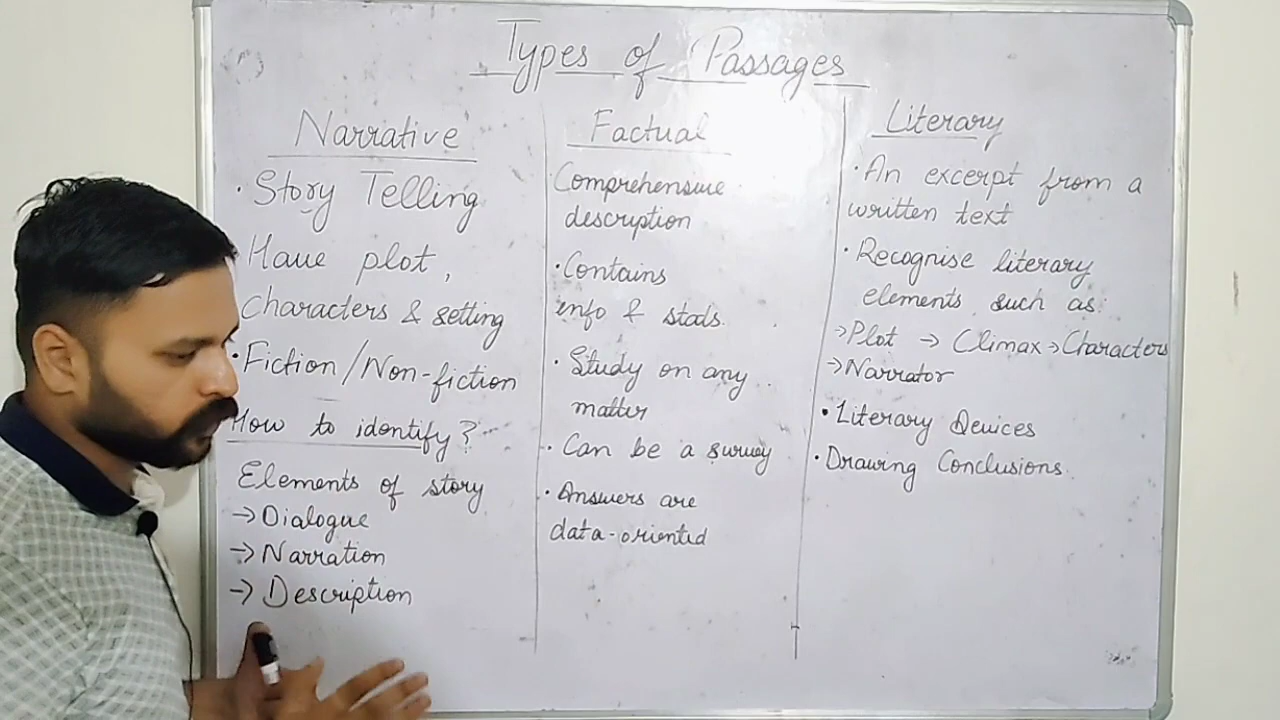 Types of Passages
Narrative
• Story Telling
Have plot,
characters & setting
• Fiction/Non-fiction
How to identify?
Elements of story
→ Dialogue
→ Narration
→ Description
Factual
Comprehensive
description
• Contains
info & stats.
• Study on any
matter
• Can be a survey
• Answers are
data-oriented
Literary
• An excerpt from a
written text
• Recognise literary
elements such as:
→ Plot → Climax → Characters
→ Narrator
• Literary Devices
• Drawing Conclusions.